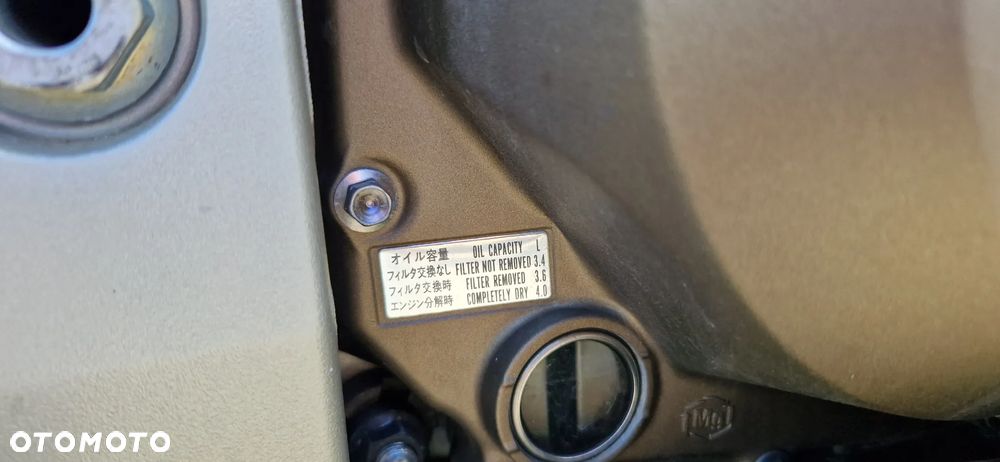 オイル容量 OIL CAPACITY L
フィルタ交換なし FILTER NOT REMOVED 3.4
フィルタ交換時 FILTER REMOVED 3.6
エンジン分解時 COMPLETELY DRY 4.0
Mg
OTOMOTO